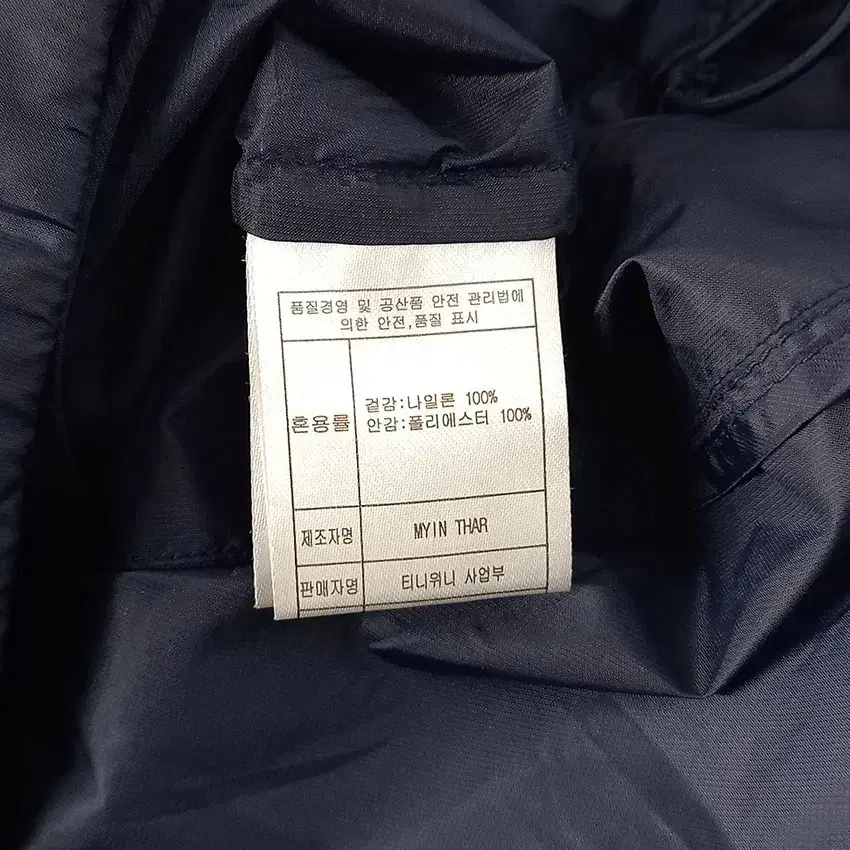 품질경영 및 공산품 안전 관리법에
의한 안전,품질 표시
혼용률
겉감:나일론 100%
안감:폴리에스터 100%
제조자명
MYIN THAR
판매자명
티니위니 사업부